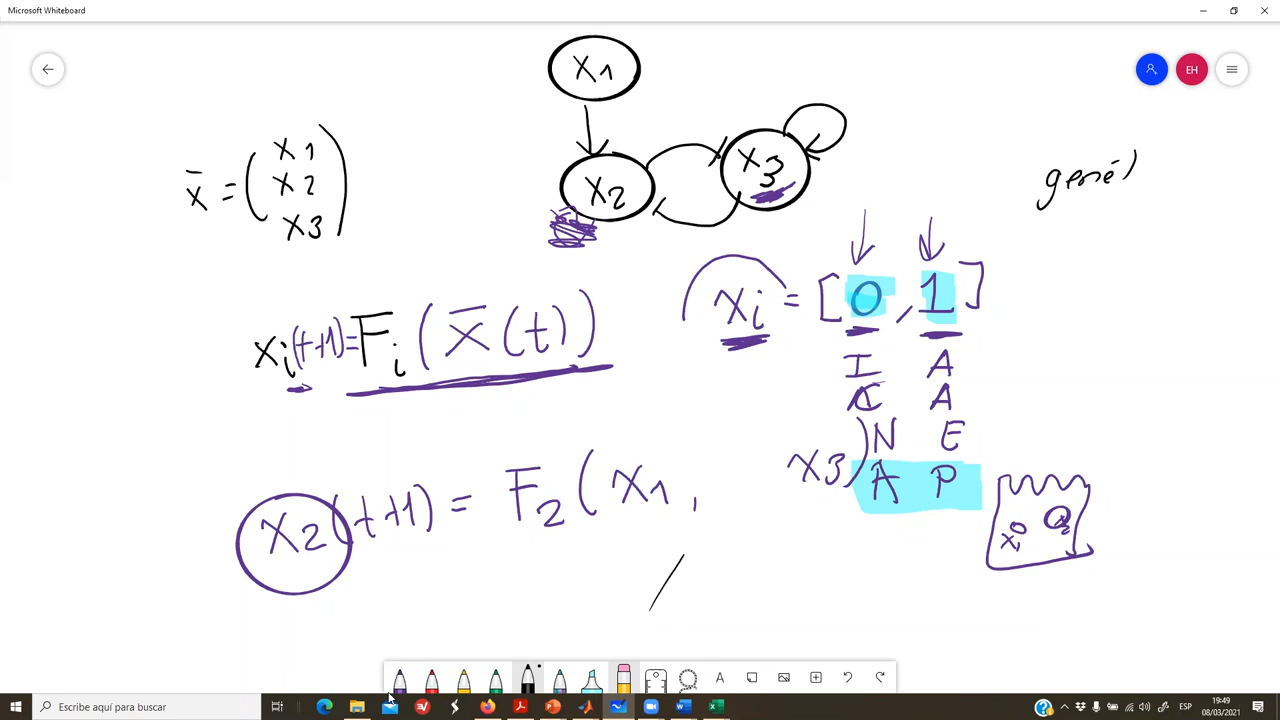 Microsoft Whiteboard
EH
x1
x2
x3
x̄ = (x1
x2
x3)
xi = [0, 1]
xi(t+1) = Fi(x̄(t))
I A
N E
x3) A P
x2(t+1) = F2(x1,
Escribe aquí para buscar
ESP
19:49
08/03/2021